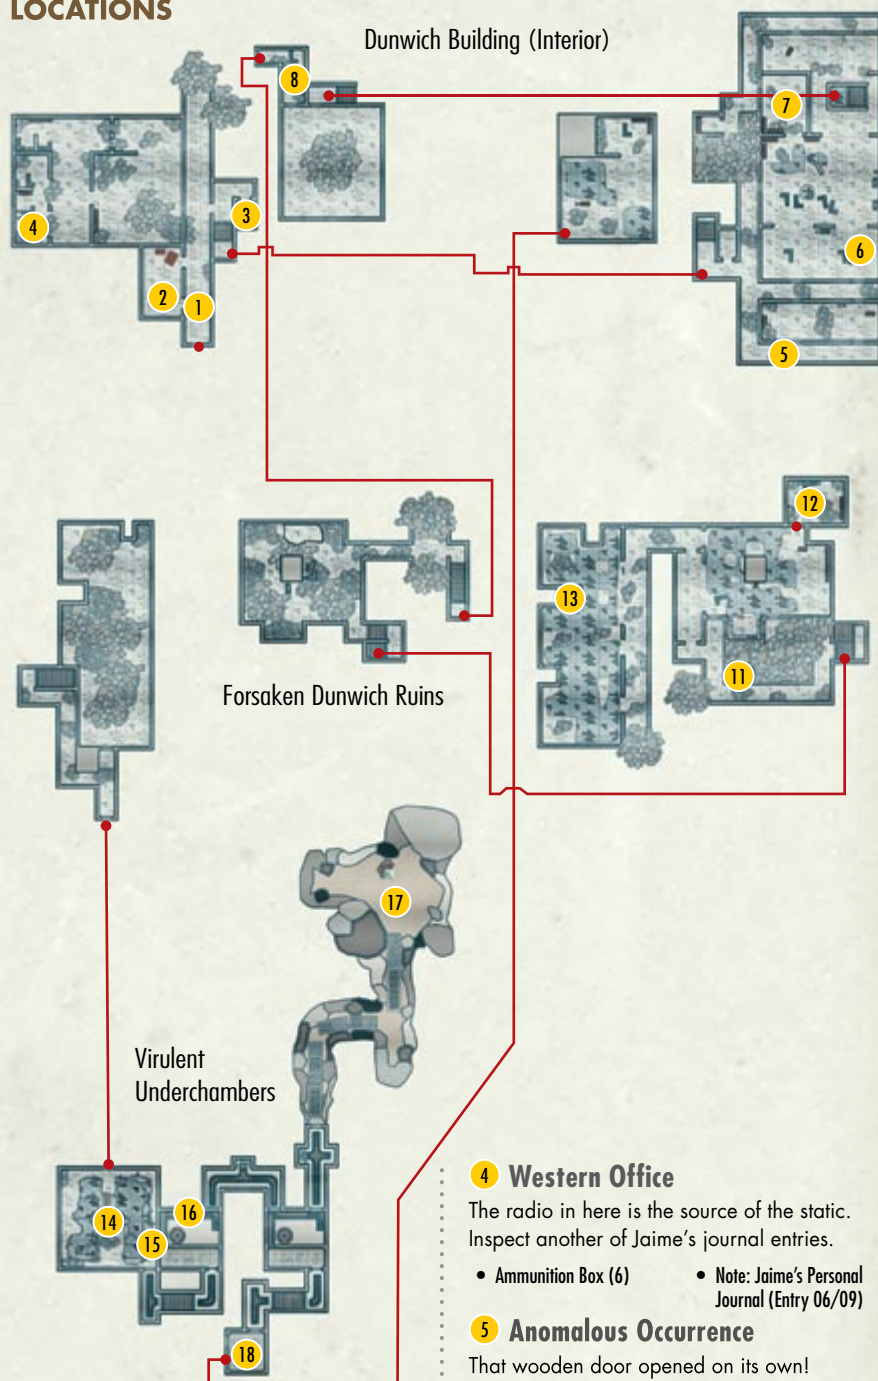 LOCATIONS
Dunwich Building (Interior)
8
7
4
3
6
2
1
5
12
13
11
Forsaken Dunwich Ruins
17
Virulent
Underchambers
14
16
15
18
4 Western Office
The radio in here is the source of the static.
Inspect another of Jaime's journal entries.
• Ammunition Box (6)
• Note: Jaime's Personal
Journal (Entry 06/09)
5 Anomalous Occurrence
That wooden door opened on its own!